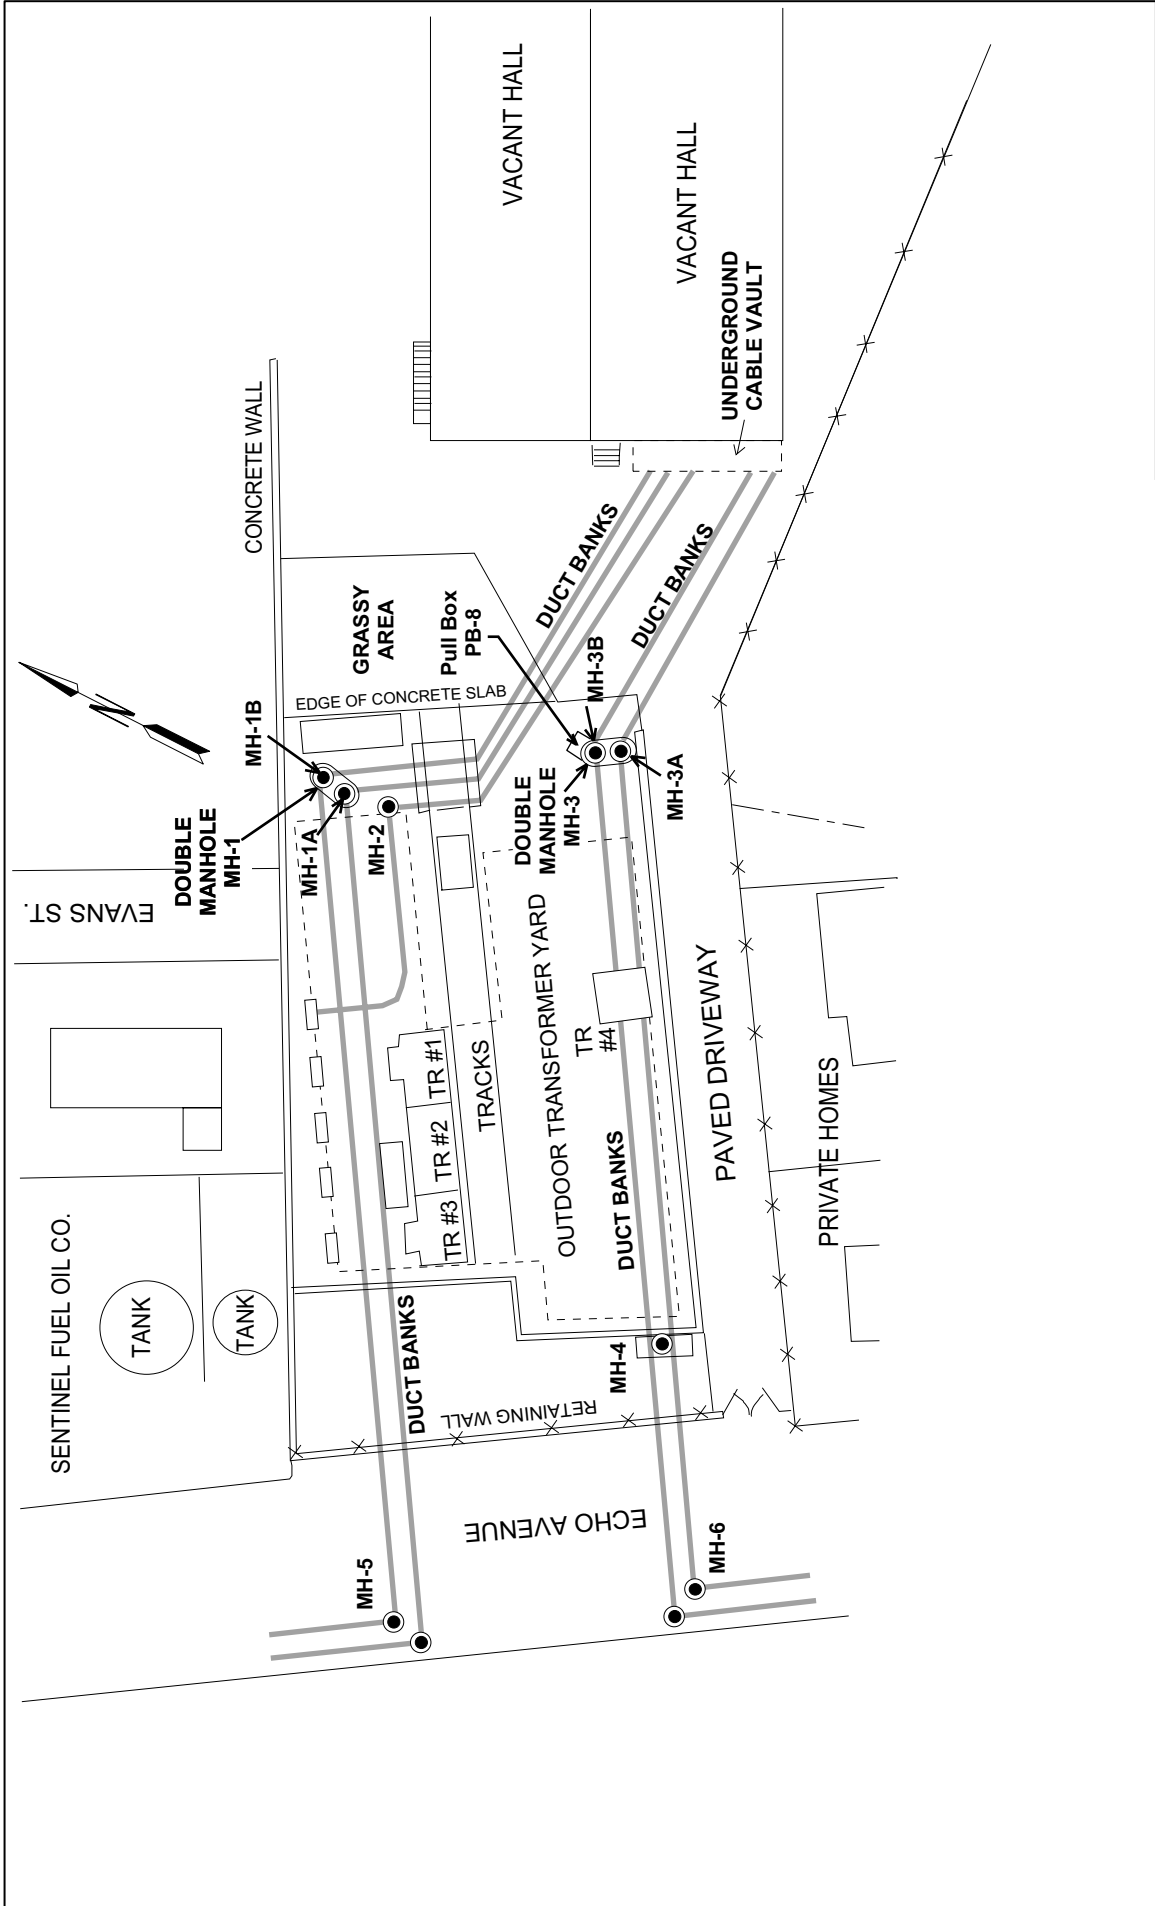 VACANT HALL
VACANT HALL
UNDERGROUND
CABLE VAULT
CONCRETE WALL
DUCT BANKS
DUCT BANKS
GRASSY
AREA
Pull Box
PB-8
EDGE OF CONCRETE SLAB
N
MH-1B
MH-3B
MH-3A
DOUBLE
MANHOLE
MH-1
MH-1A
MH-2
DOUBLE
MANHOLE
MH-3
EVANS ST.
OUTDOOR TRANSFORMER YARD
TR
#4
TR #1
TR #2
TR #3
TRACKS
PAVED DRIVEWAY
PRIVATE HOMES
DUCT BANKS
SENTINEL FUEL OIL CO.
TANK
TANK
DUCT BANKS
MH-4
RETAINING WALL
ECHO AVENUE
MH-5
MH-6